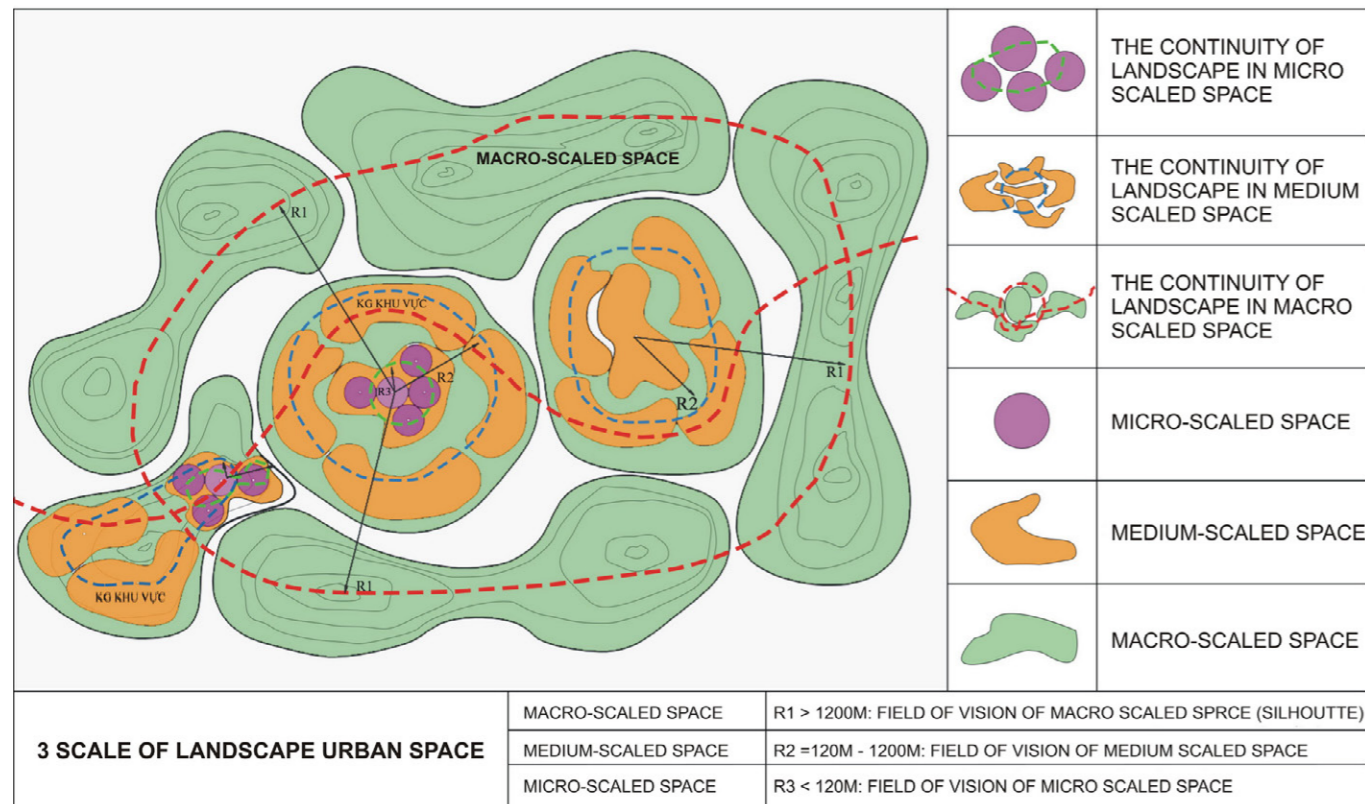 MACRO-SCALED SPACE
R1
KG KHU VỰC
R2
R3
R1
R2
R1
KG KHU VỰC
THE CONTINUITY OF
LANDSCAPE IN MICRO
SCALED SPACE
THE CONTINUITY OF
LANDSCAPE IN MEDIUM
SCALED SPACE
THE CONTINUITY OF
LANDSCAPE IN MACRO
SCALED SPACE
MICRO-SCALED SPACE
MEDIUM-SCALED SPACE
MACRO-SCALED SPACE
3 SCALE OF LANDSCAPE URBAN SPACE
MACRO-SCALED SPACE
R1 > 1200M: FIELD OF VISION OF MACRO SCALED SPRCE (SILHOUTTE)
MEDIUM-SCALED SPACE
R2 =120M - 1200M: FIELD OF VISION OF MEDIUM SCALED SPACE
MICRO-SCALED SPACE
R3 < 120M: FIELD OF VISION OF MICRO SCALED SPACE